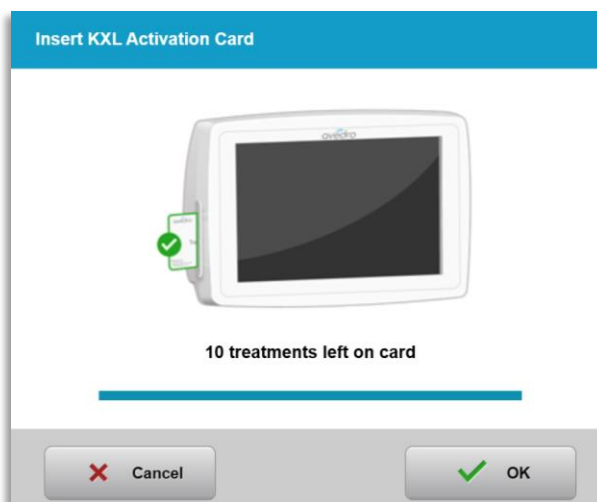 Insert KXL Activation Card
avedro
10 treatments left on card
Cancel
OK